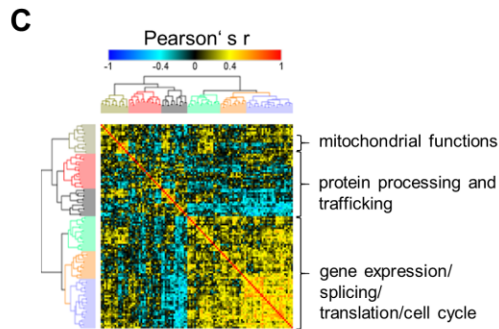 C
Pearson‘ s r
-1 -0.4 0 0.4 1
mitochondrial functions
protein processing and
trafficking
gene expression/
splicing/
translation/cell cycle